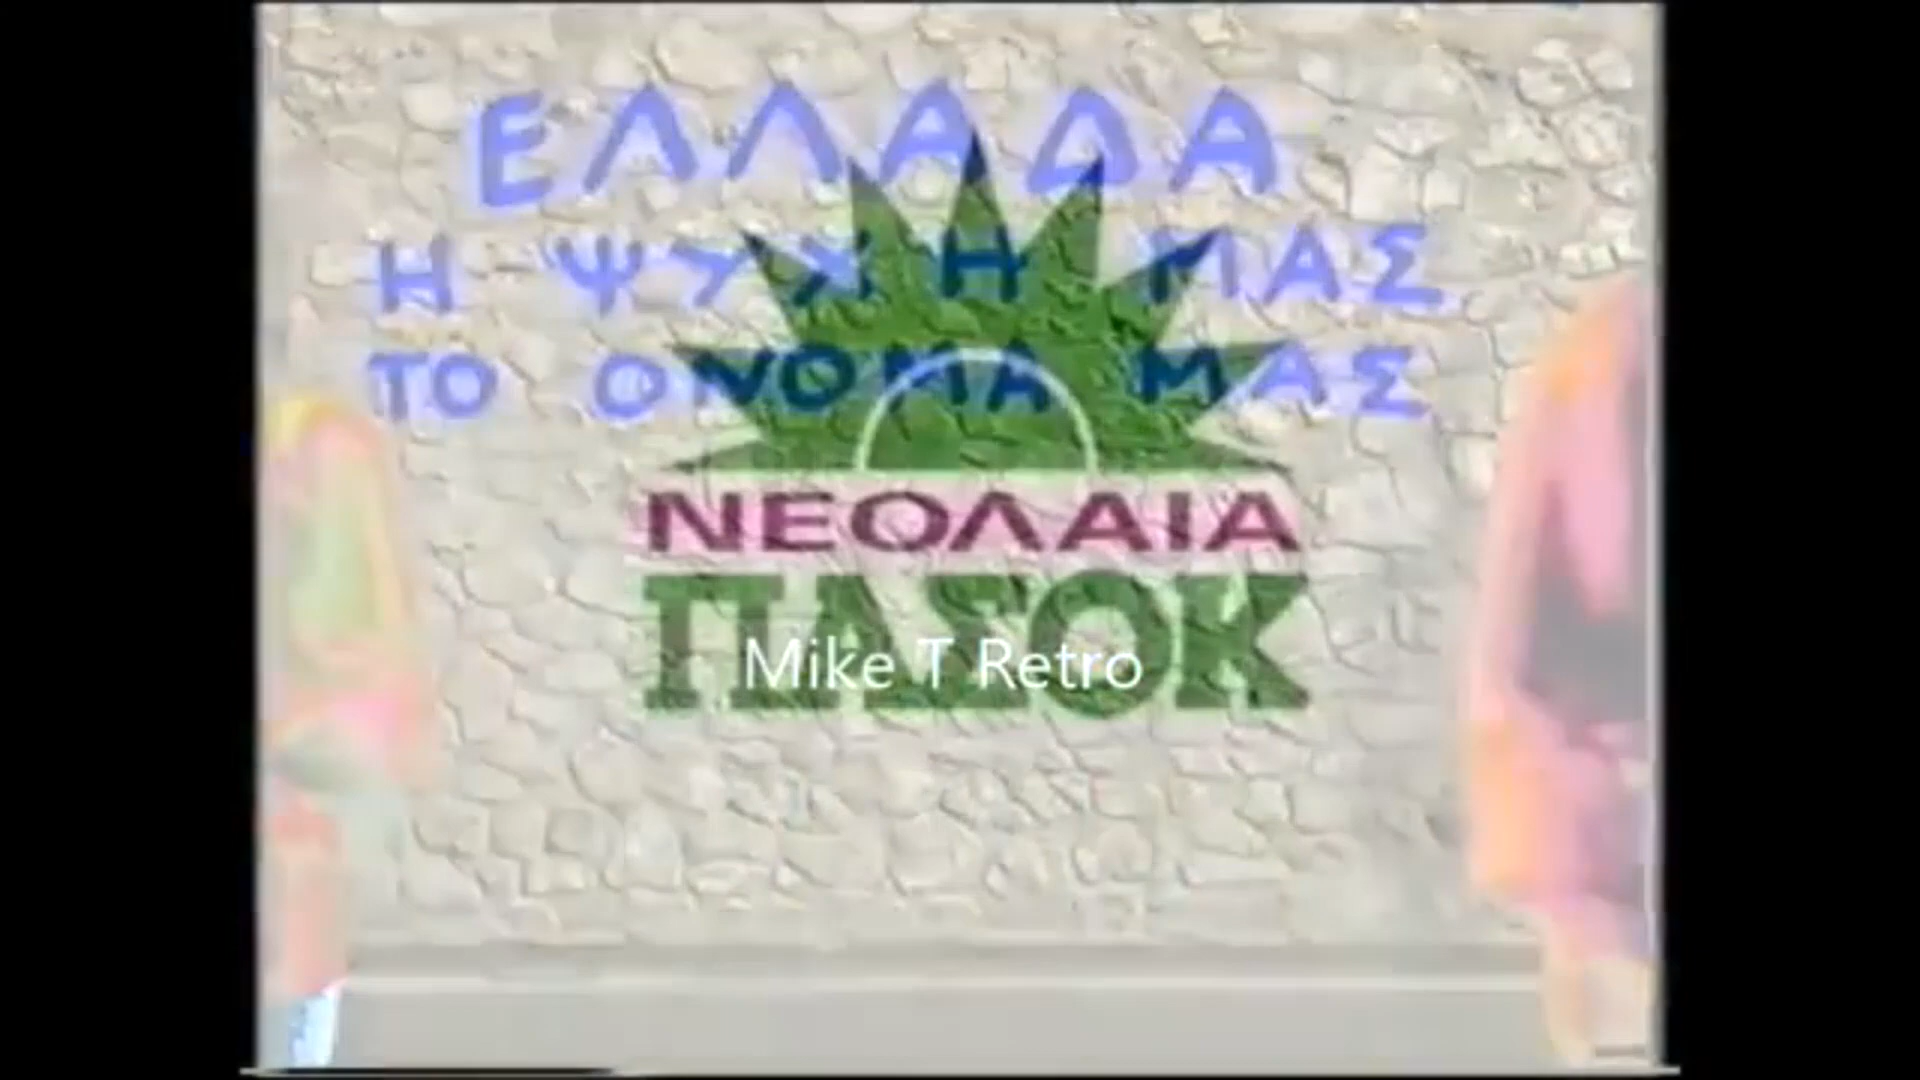 ΕΛΛΑΔΑ
Η ΨΥΧΗ ΜΑΣ
ΤΟ ΟΝΟΜΑ ΜΑΣ
ΝΕΟΛΑΙΑ
ΠΑΣΟΚ
Mike T Retro